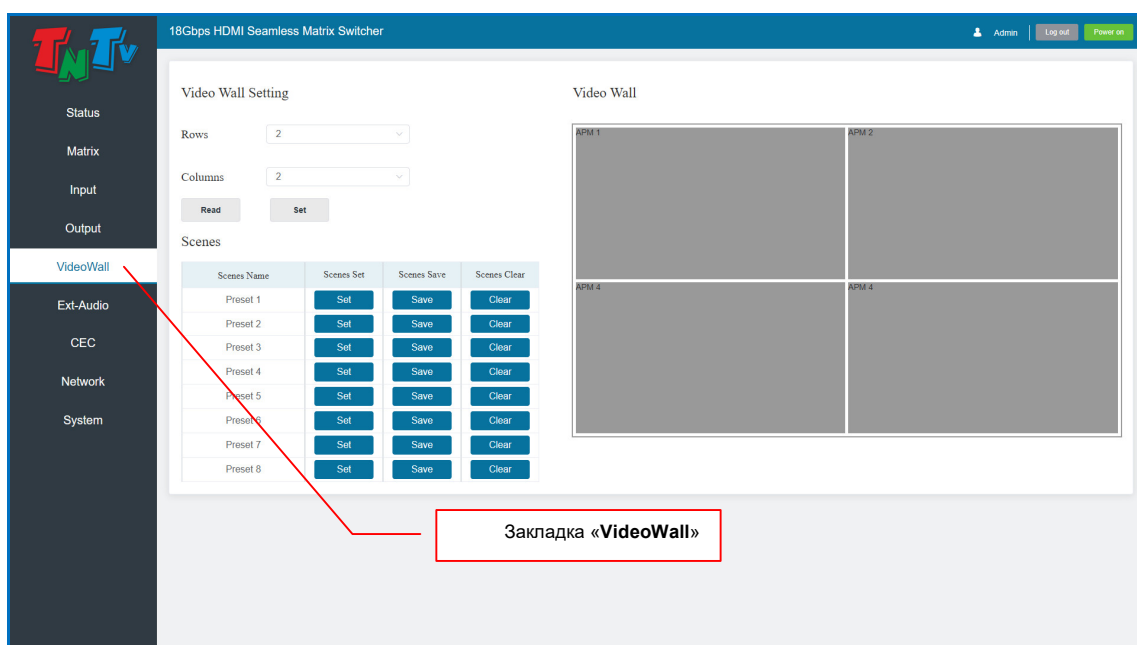 TNTv
18Gbps HDMI Seamless Matrix Switcher
Admin
Log out
Power on
Status
Matrix
Input
Output
VideoWall
Ext-Audio
CEC
Network
System
Video Wall Setting
Rows 2
Columns 2
Read Set
Scenes
Scenes Name Scenes Set Scenes Save Scenes Clear
Preset 1 Set Save Clear
Preset 2 Set Save Clear
Preset 3 Set Save Clear
Preset 4 Set Save Clear
Preset 5 Set Save Clear
Preset 6 Set Save Clear
Preset 7 Set Save Clear
Preset 8 Set Save Clear
Video Wall
APM 1 APM 2
APM 4 APM 4
Закладка «VideoWall»